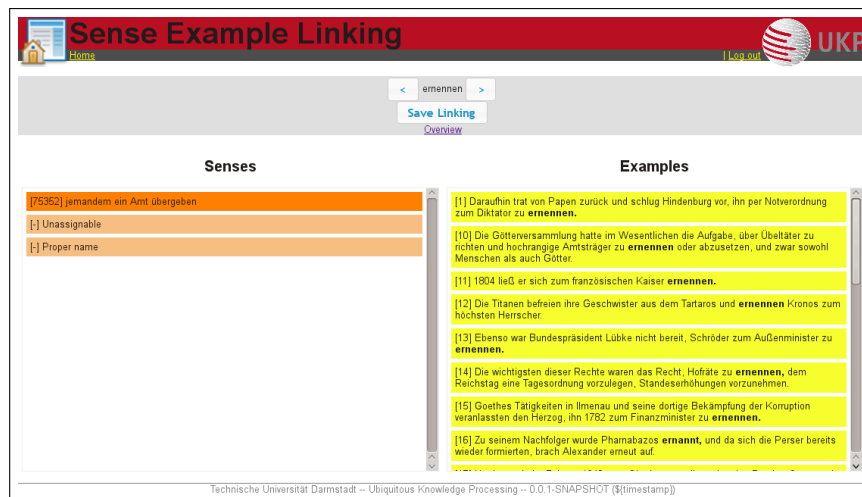 Sense Example Linking
Home
| Log out
UKP
< ernennen >
Save Linking
Overview
Senses
Examples
[75352] jemandem ein Amt übergeben
[-] Unassignable
[-] Proper name
[1] Daraufhin trat von Papen zurück und schlug Hindenburg vor, ihn per Notverordnung
zum Diktator zu ernennen.
[10] Die Götterversammlung hatte im Wesentlichen die Aufgabe, über Übeltäter zu
richten und hochrangige Amtsträger zu ernennen oder abzusetzen, und zwar sowohl
Menschen als auch Götter.
[11] 1804 ließ er sich zum französischen Kaiser ernennen.
[12] Die Titanen befreien ihre Geschwister aus dem Tartaros und ernennen Kronos zum
höchsten Herrscher.
[13] Ebenso war Bundespräsident Lübke nicht bereit, Schröder zum Außenminister zu
ernennen.
[14] Die wichtigsten dieser Rechte waren das Recht, Hofräte zu ernennen, dem
Reichstag eine Tagesordnung vorzulegen, Standeserhöhungen vorzunehmen.
[15] Goethes Tätigkeiten in Ilmenau und seine dortige Bekämpfung der Korruption
veranlassten den Herzog, ihn 1782 zum Finanzminister zu ernennen.
[16] Zu seinem Nachfolger wurde Pharnabazos ernannt, und da sich die Perser bereits
wieder formierten, brach Alexander erneut auf.
Technische Universität Darmstadt -- Ubiquitous Knowledge Processing -- 0.0.1-SNAPSHOT (${timestamp})